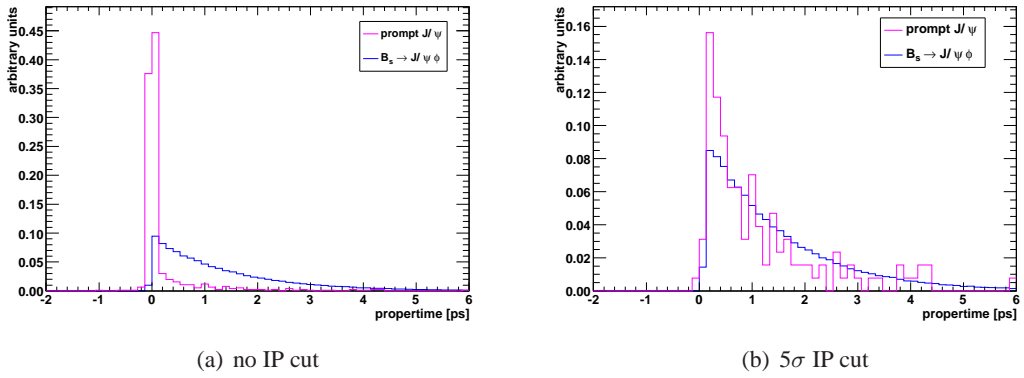 arbitrary units
0.45
0.40
0.35
0.30
0.25
0.20
0.15
0.10
0.05
0.00
-2 -1 0 1 2 3 4 5 6
propertime [ps]
prompt J/ ψ
B_s → J/ ψ ϕ
(a) no IP cut
arbitrary units
0.16
0.14
0.12
0.10
0.08
0.06
0.04
0.02
0.00
-2 -1 0 1 2 3 4 5 6
propertime [ps]
prompt J/ ψ
B_s → J/ ψ ϕ
(b) 5σ IP cut